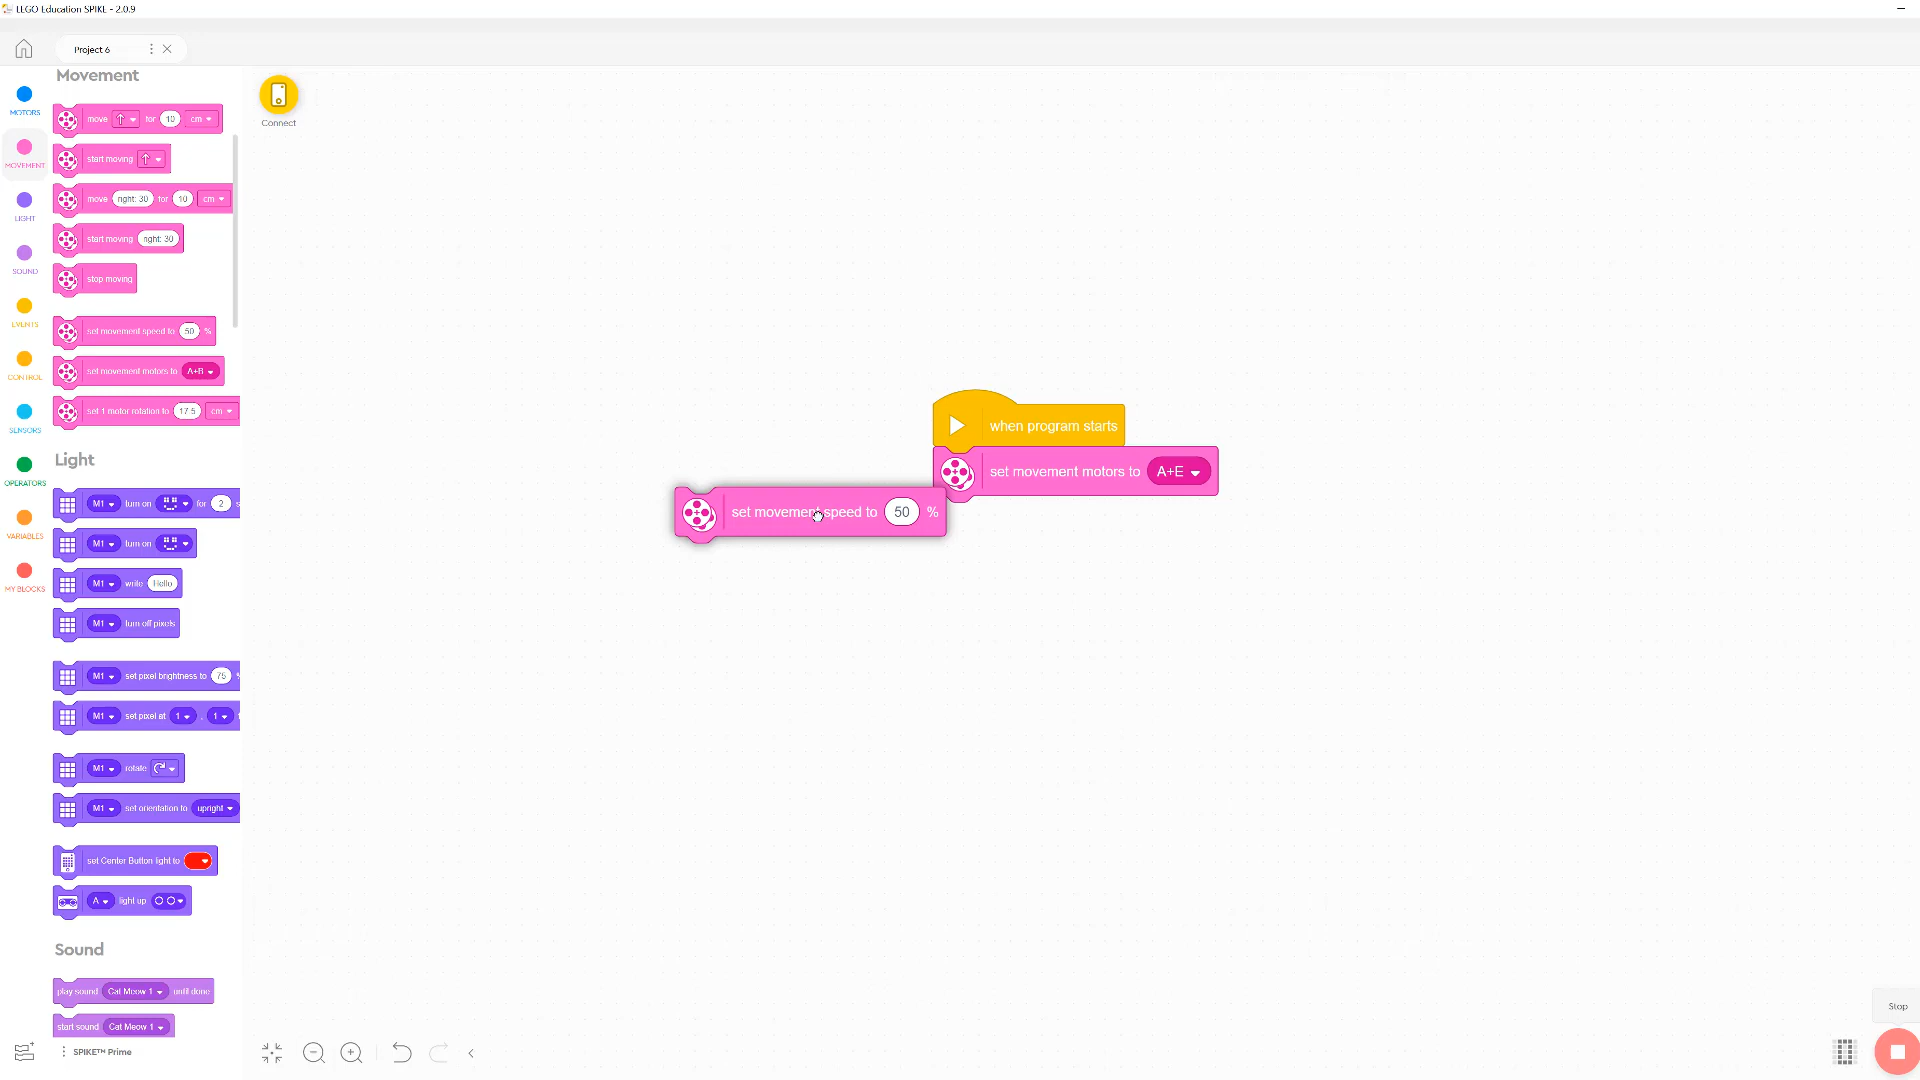 LEGO Education SPIKE - 2.0.9
Project 6
Movement
MOTORS
MOVEMENT
LIGHT
SOUND
EVENTS
CONTROL
SENSORS
OPERATORS
VARIABLES
MY BLOCKS
move for 10 cm
start moving
move right: 30 for 10 cm
start moving right: 30
stop moving
set movement speed to 50 %
set movement motors to A+B
set 1 motor rotation to 17.5 cm
Light
M1 turn on for 2 s
M1 turn on
M1 write Hello
M1 turn off pixels
M1 set pixel brightness to 75 %
M1 set pixel at 1 , 1
M1 rotate
M1 set orientation to upright
set Center Button light to
A light up
Sound
play sound Cat Meow 1 until done
start sound Cat Meow 1
SPIKE™ Prime
Connect
when program starts
set movement motors to A+E
set movement speed to 50 %
Stop